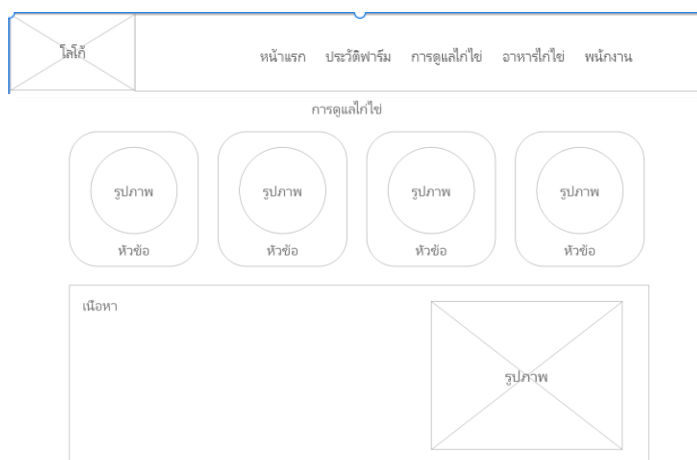 โลโก้
หน้าแรก ประวัติฟาร์ม การดูแลไก่ไข่ อาหารไก่ไข่ พนักงาน
การดูแลไก่ไข่
รูปภาพ รูปภาพ รูปภาพ รูปภาพ
หัวข้อ หัวข้อ หัวข้อ หัวข้อ
เนื้อหา
รูปภาพ